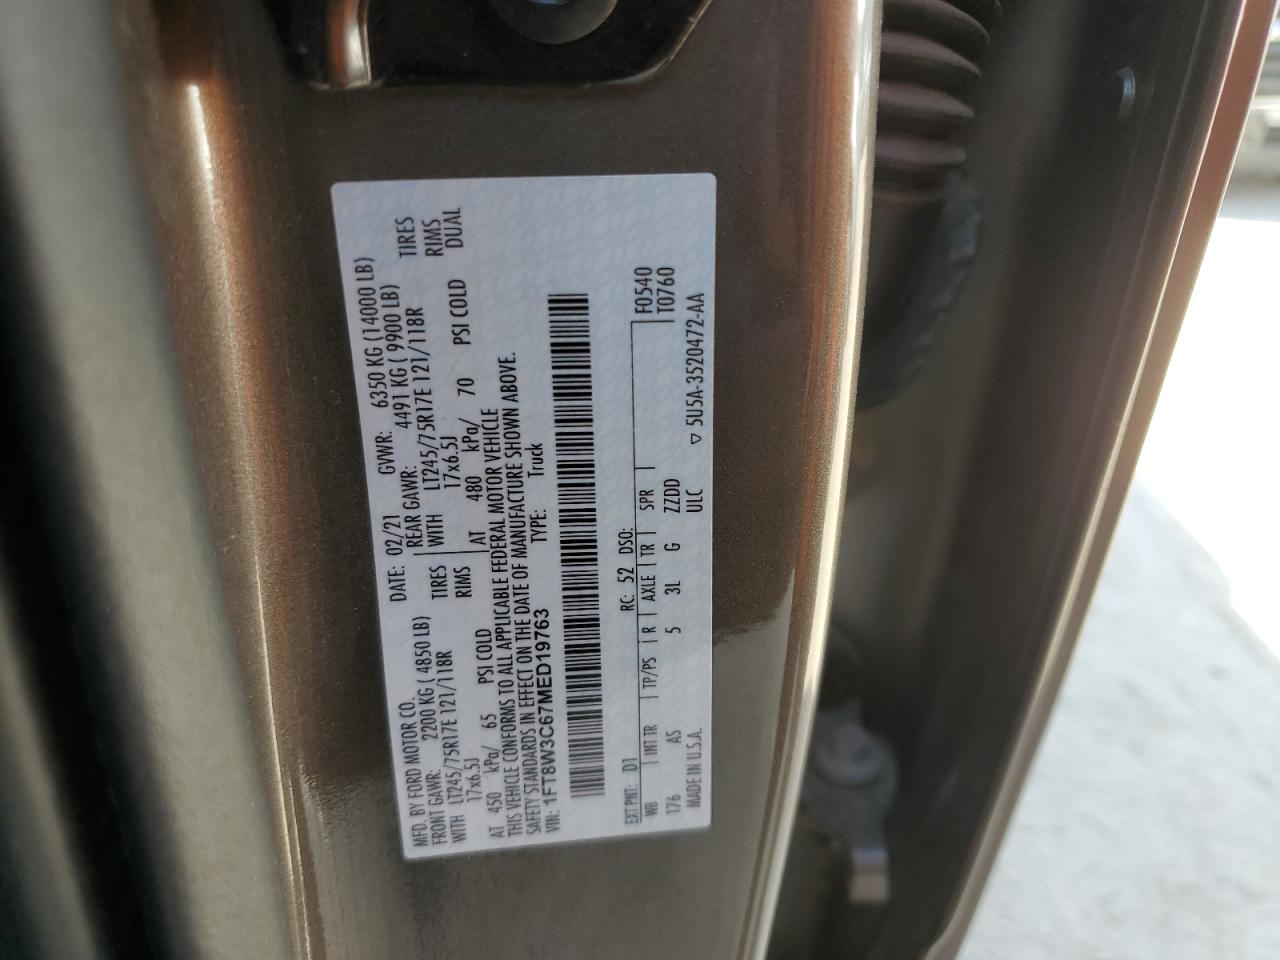 MFD. BY FORD MOTOR CO. DATE: 02/21 GVWR: 6350 KG (14000 LB)
FRONT GAWR: 2200 KG ( 4850 LB) REAR GAWR: 4491 KG ( 9900 LB)
WITH LT245/75R17E 121/118R TIRES WITH LT245/75R17E 121/118R TIRES
17x6.5J RIMS 17x6.5J RIMS
AT 450 kPa/ 65 PSI COLD AT 480 kPa/ 70 PSI COLD DUAL
THIS VEHICLE CONFORMS TO ALL APPLICABLE FEDERAL MOTOR VEHICLE
SAFETY STANDARDS IN EFFECT ON THE DATE OF MANUFACTURE SHOWN ABOVE.
VIN: 1FT8W3C67MED19763 TYPE: Truck
F0540
EXT PNT: D1 RC: 52 DSO: T0760
WB INT TR TP/PS R AXLE TR SPR
176 AS 5 3L G ZZDD
MADE IN U.S.A. ULC ▽ 5U5A-3520472-AA